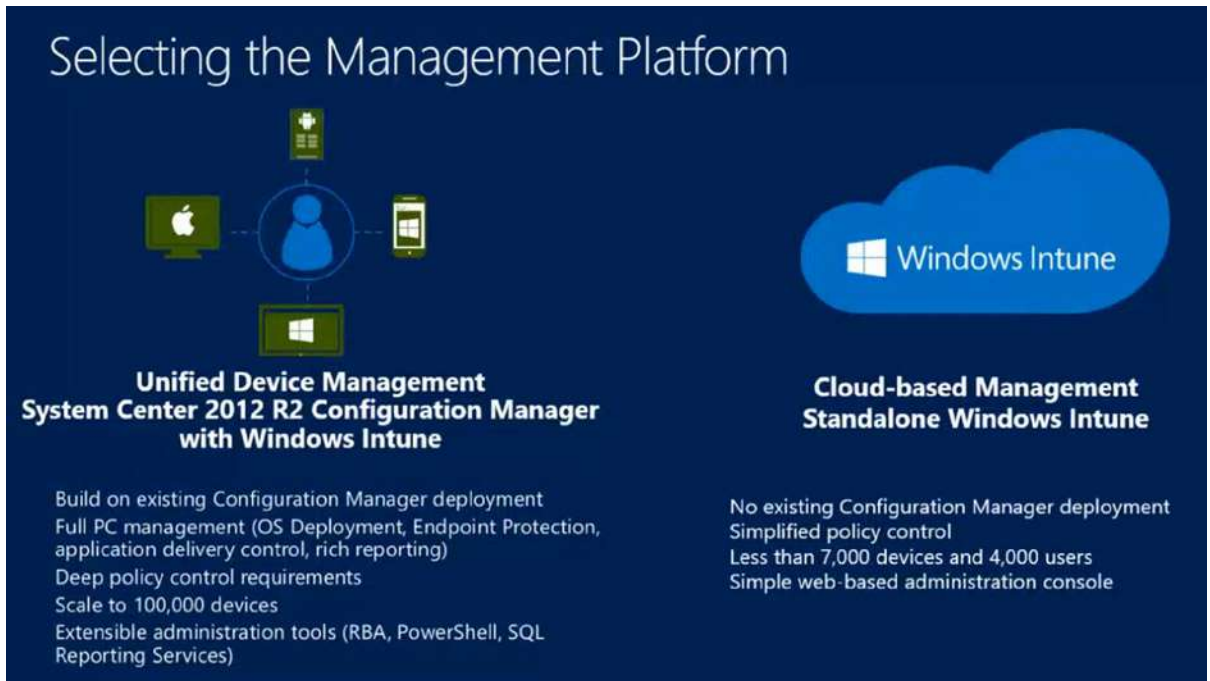 Selecting the Management Platform
Windows Intune
Unified Device Management
System Center 2012 R2 Configuration Manager
with Windows Intune
Build on existing Configuration Manager deployment
Full PC management (OS Deployment, Endpoint Protection,
application delivery control, rich reporting)
Deep policy control requirements
Scale to 100,000 devices
Extensible administration tools (RBA, PowerShell, SQL
Reporting Services)
Cloud-based Management
Standalone Windows Intune
No existing Configuration Manager deployment
Simplified policy control
Less than 7,000 devices and 4,000 users
Simple web-based administration console